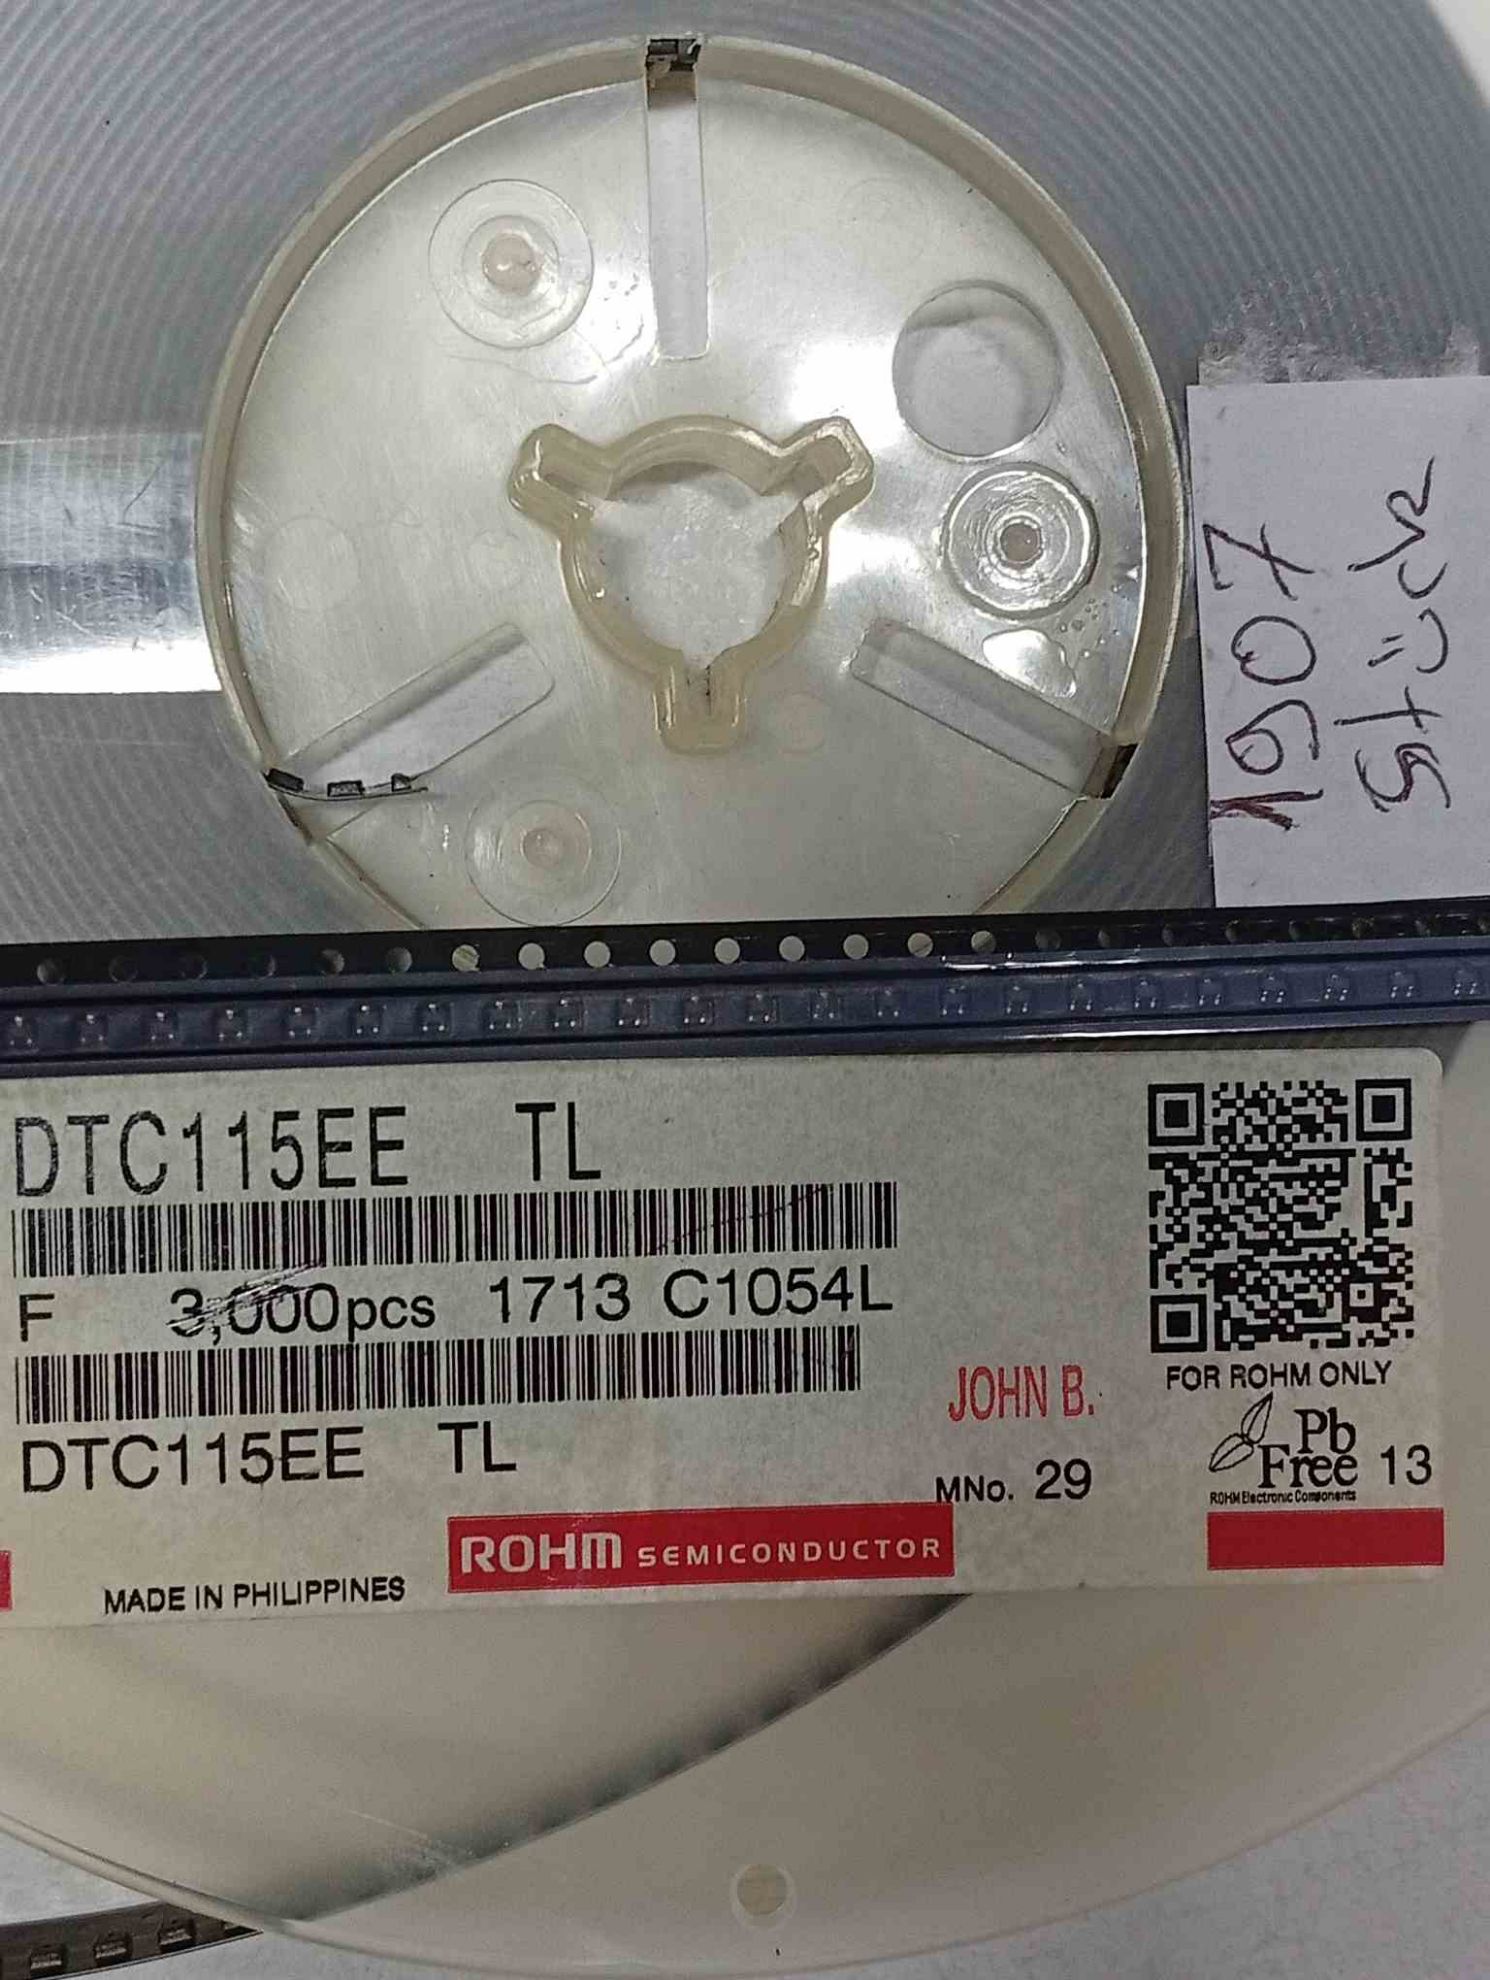 1907
Stück
DTC115EE TL
F 3,000pcs 1713 C1054L
DTC115EE TL
JOHN B.
MNo. 29
FOR ROHM ONLY
Pb
Free 13
ROHM Electronic Components
ROHM SEMICONDUCTOR
MADE IN PHILIPPINES